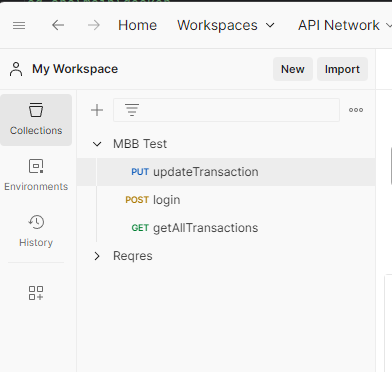 Home Workspaces API Network
My Workspace New Import
Collections
Environments
History
MBB Test
PUT updateTransaction
POST login
GET getAllTransactions
Reqres